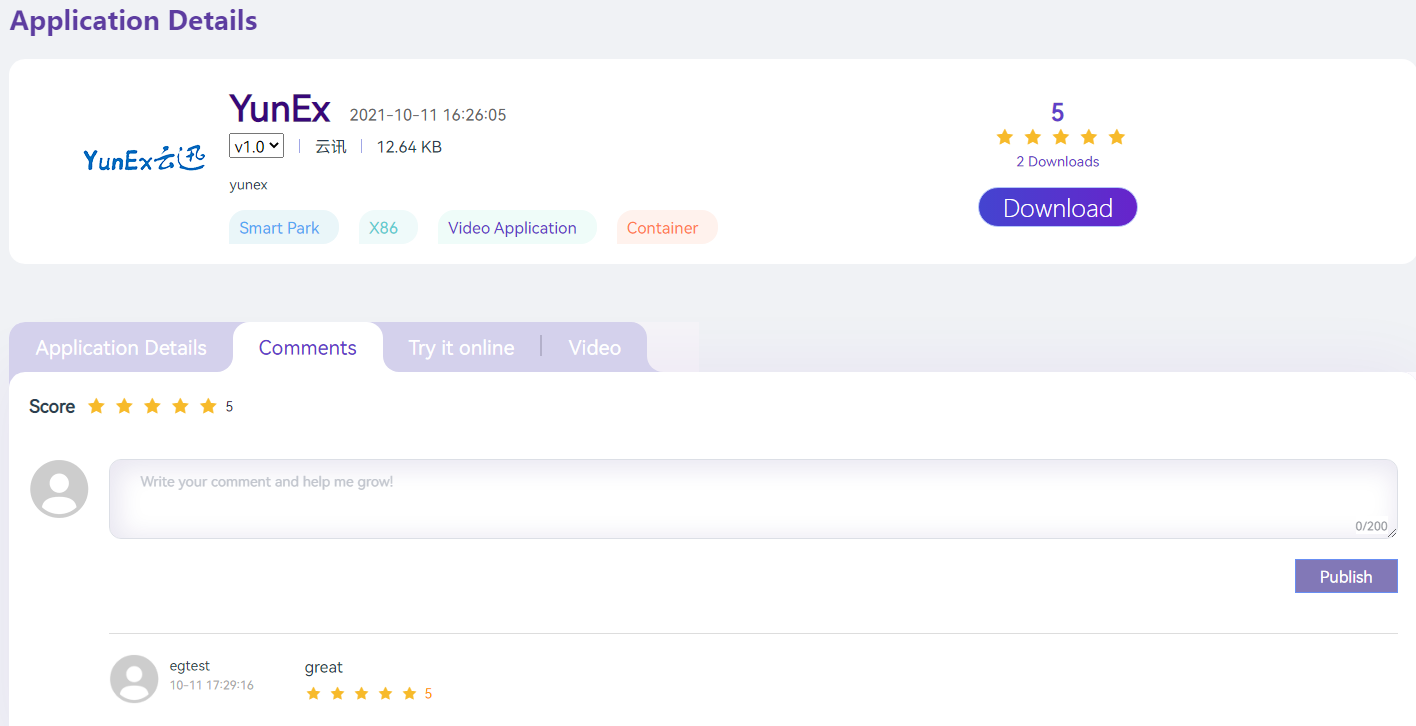 Application Details
YunEx 2021-10-11 16:26:05
YunEx云迅
v1.0 云讯 12.64 KB
yunex
Smart Park X86 Video Application Container
5
2 Downloads
Download
Application Details Comments Try it online Video
Score 5
Write your comment and help me grow!
0/200
Publish
egtest great
10-11 17:29:16 5